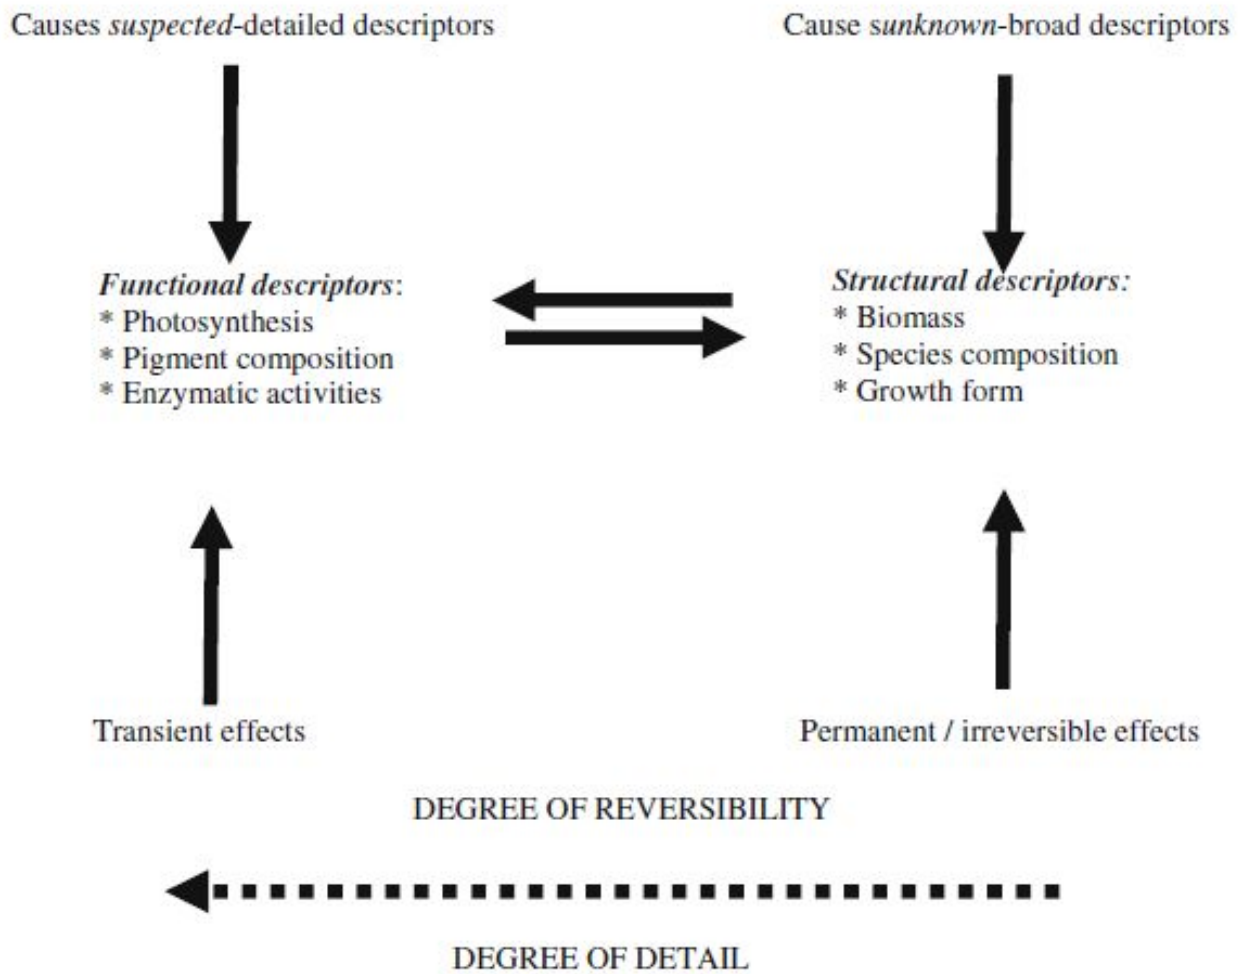 Causes suspected-detailed descriptors
Cause sunknown-broad descriptors
Functional descriptors:
* Photosynthesis
* Pigment composition
* Enzymatic activities
Structural descriptors:
* Biomass
* Species composition
* Growth form
Transient effects
Permanent / irreversible effects
DEGREE OF REVERSIBILITY
DEGREE OF DETAIL